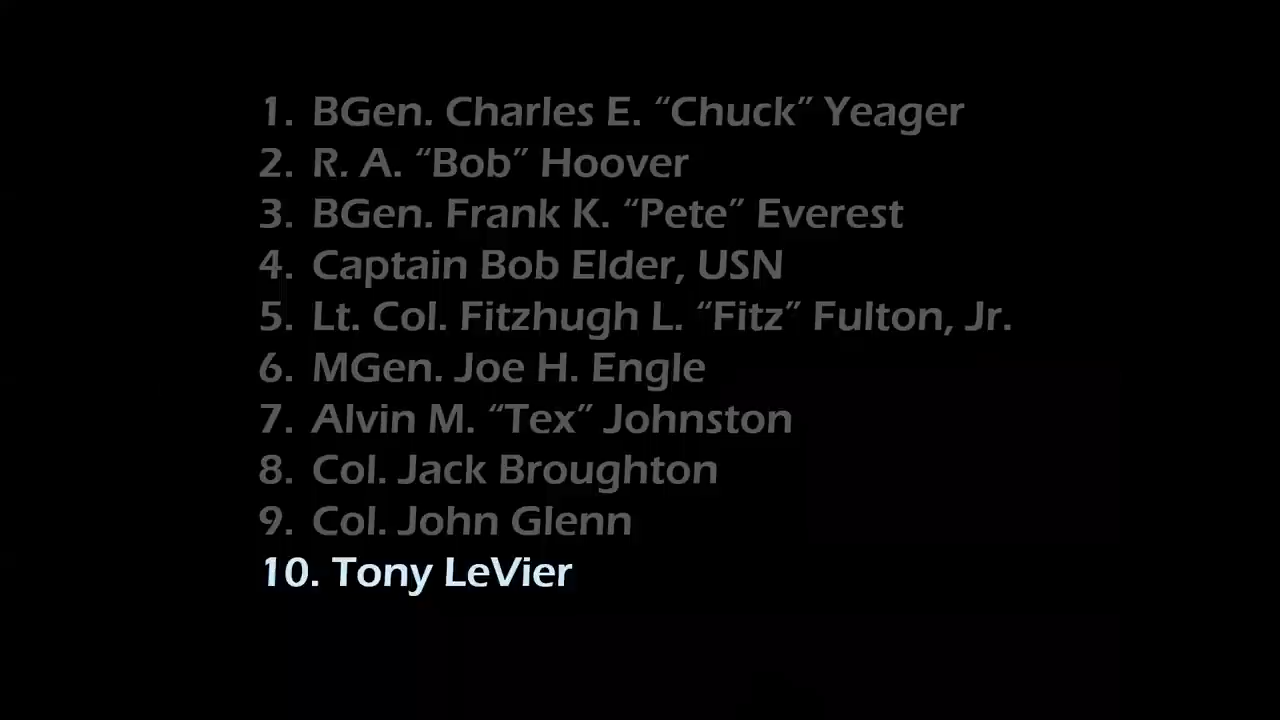 1. BGen. Charles E. “Chuck” Yeager
2. R. A. “Bob” Hoover
3. BGen. Frank K. “Pete” Everest
4. Captain Bob Elder, USN
5. Lt. Col. Fitzhugh L. “Fitz” Fulton, Jr.
6. MGen. Joe H. Engle
7. Alvin M. “Tex” Johnston
8. Col. Jack Broughton
9. Col. John Glenn
10. Tony LeVier